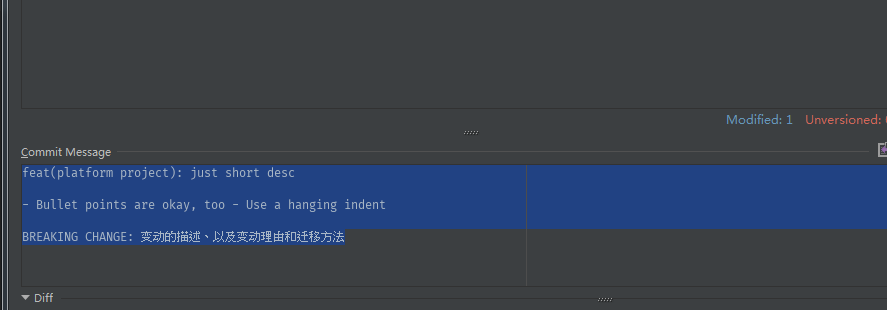 Modified: 1 Unversioned:
Commit Message
feat(platform project): just short desc
- Bullet points are okay, too - Use a hanging indent
BREAKING CHANGE: 变动的描述、以及变动理由和迁移方法
Diff